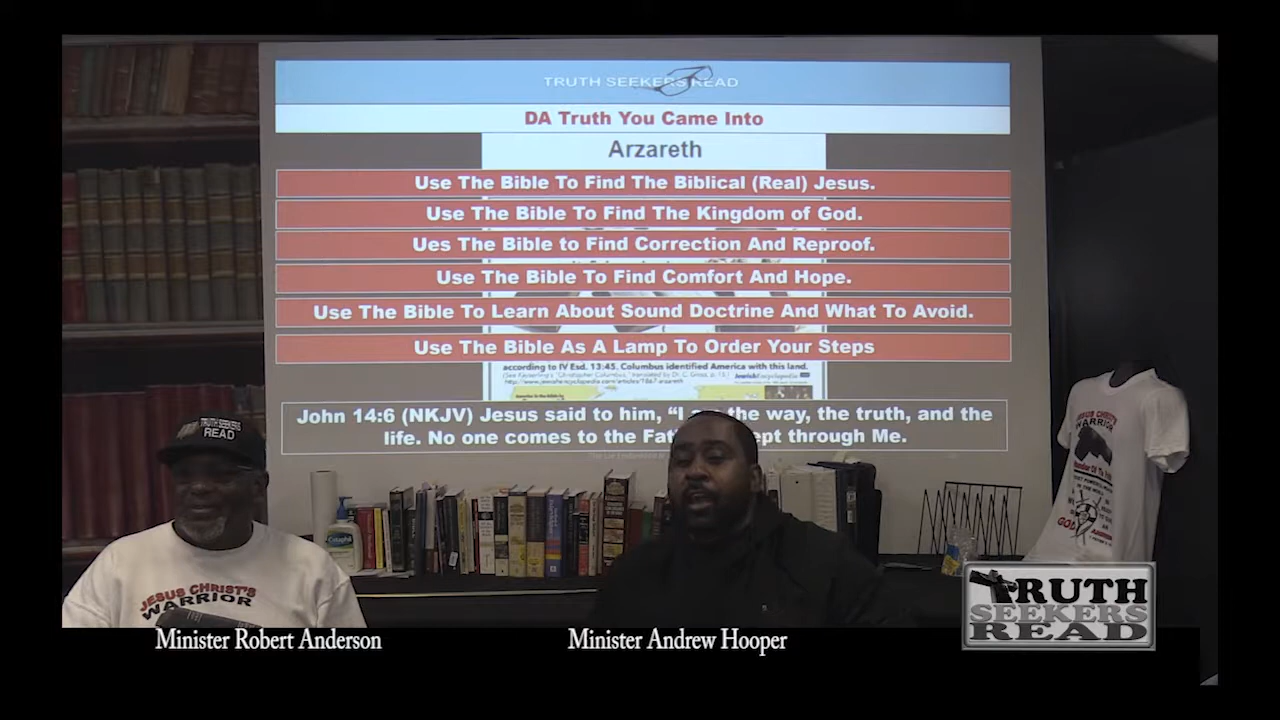 TRUTH SEEKERS READ
DA Truth You Came Into
Arzareth
Use The Bible To Find The Biblical (Real) Jesus.
Use The Bible To Find The Kingdom of God.
Ues The Bible to Find Correction And Reproof.
Use The Bible To Find Comfort And Hope.
Use The Bible To Learn About Sound Doctrine And What To Avoid.
Use The Bible As A Lamp To Order Your Steps
according to IV Esd. 13:45. Columbus identified America with this land.
John 14:6 (NKJV) Jesus said to him, “I the way, the truth, and the
life. No one comes to the through Me.
TRUTH SEEKERS
READ
Cetaphil
JESUS CHRIST'S
WARRIOR
JESUS CHRIST'S
WARRIOR
GOD
TRUTH
SEEKERS
READ
Minister Robert Anderson
Minister Andrew Hooper